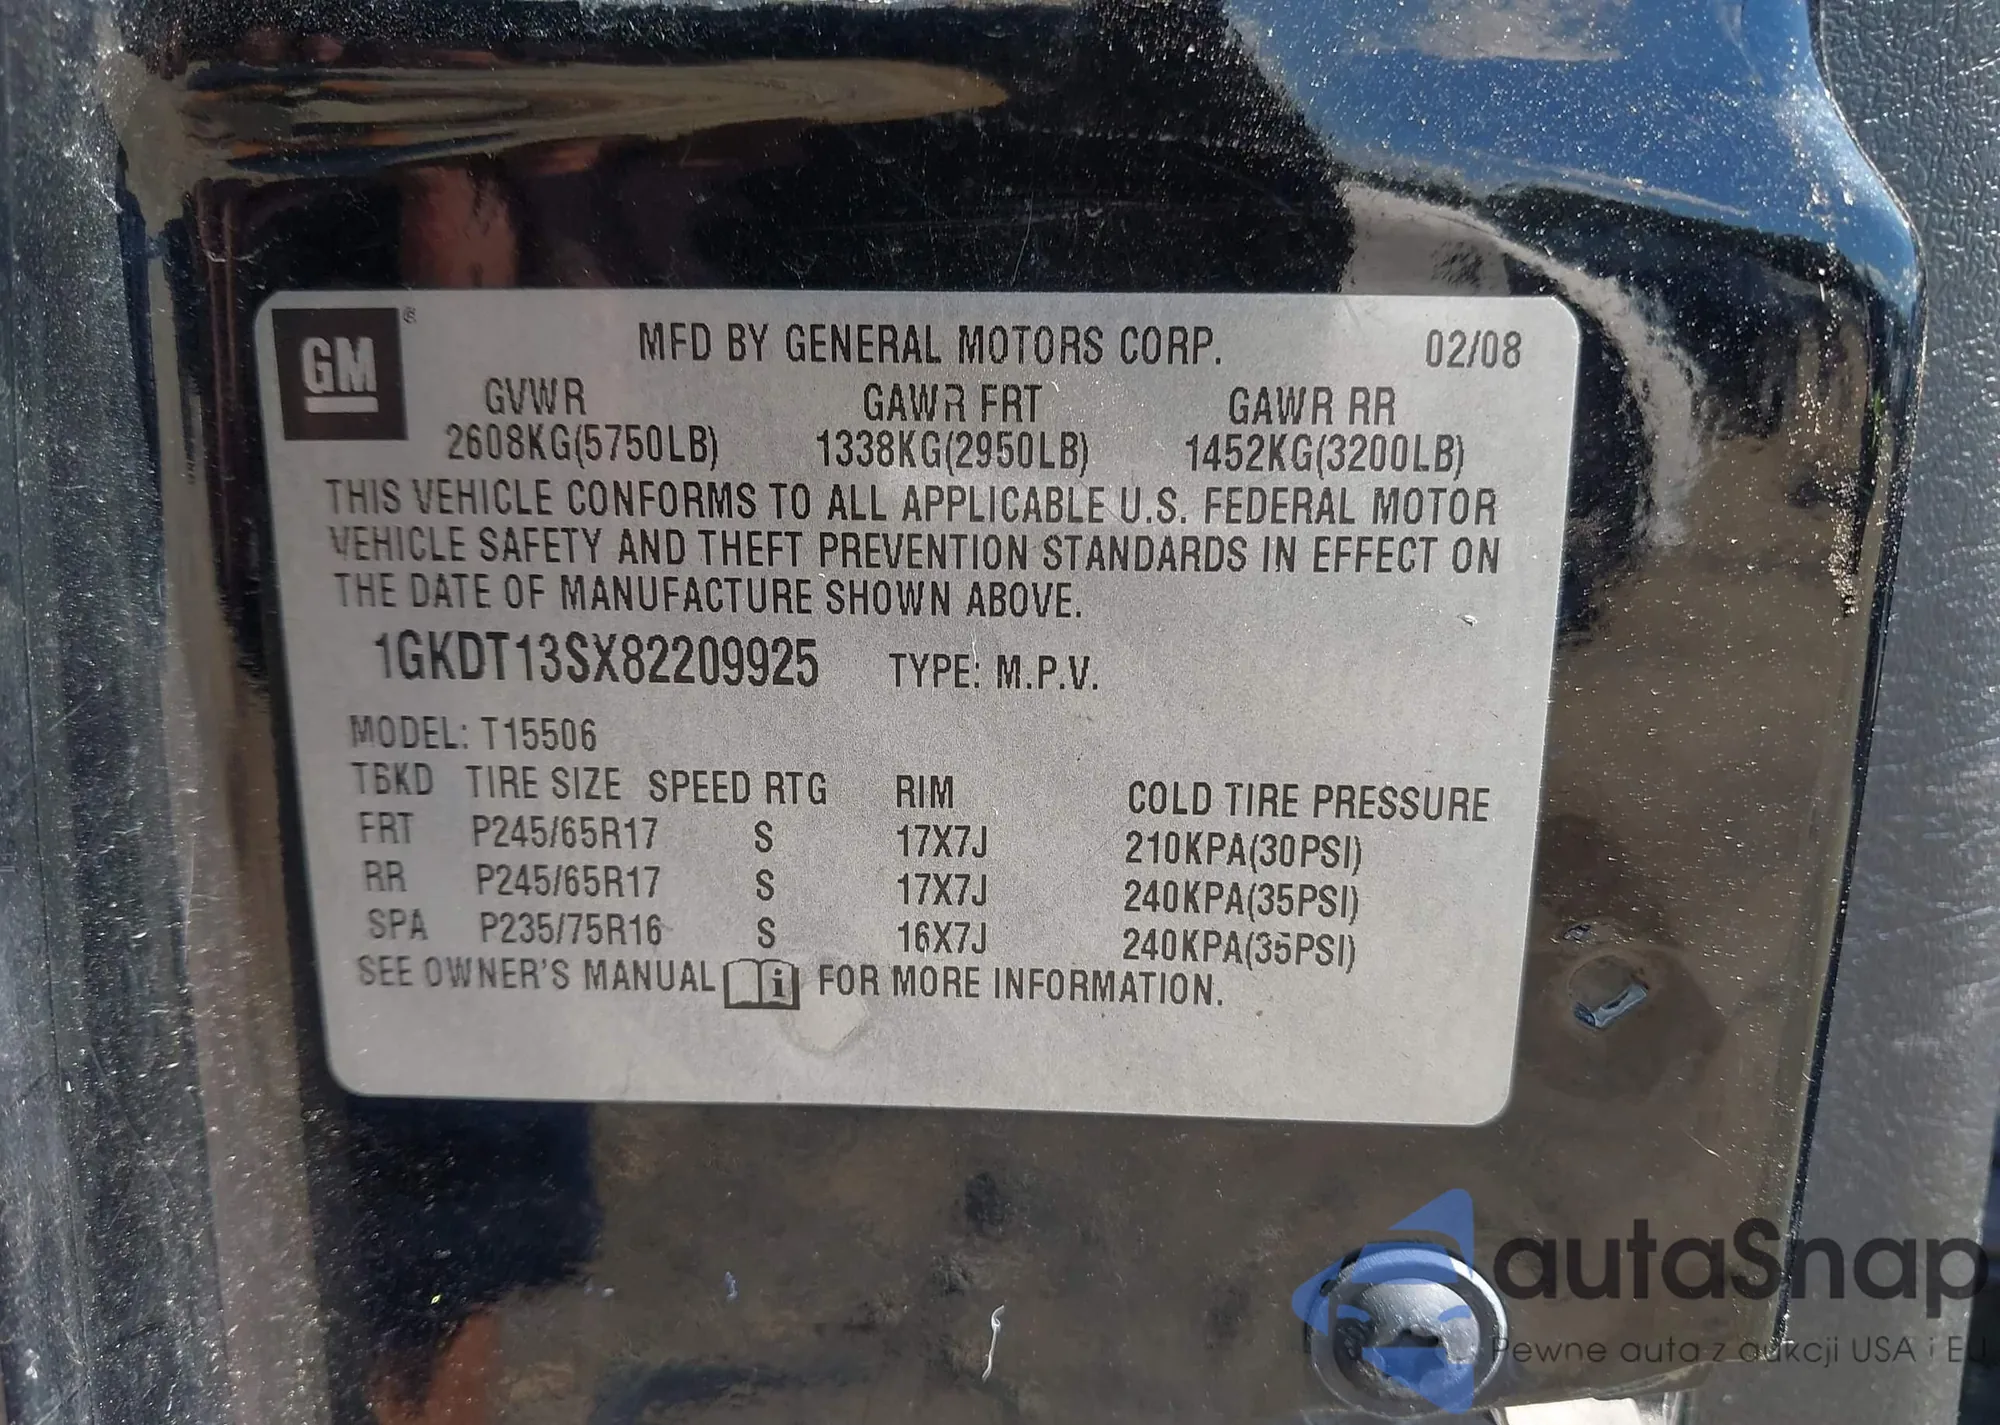 GM
MFD BY GENERAL MOTORS CORP. 02/08
GVWR GAWR FRT GAWR RR
2608KG(5750LB) 1338KG(2950LB) 1452KG(3200LB)
THIS VEHICLE CONFORMS TO ALL APPLICABLE U.S. FEDERAL MOTOR
VEHICLE SAFETY AND THEFT PREVENTION STANDARDS IN EFFECT ON
THE DATE OF MANUFACTURE SHOWN ABOVE.
1GKDT13SX82209925 TYPE: M.P.V.
MODEL: T15506
T6KD TIRE SIZE SPEED RTG RIM COLD TIRE PRESSURE
FRT P245/65R17 S 17X7J 210KPA(30PSI)
RR P245/65R17 S 17X7J 240KPA(35PSI)
SPA P235/75R16 S 16X7J 240KPA(35PSI)
SEE OWNER'S MANUAL i FOR MORE INFORMATION.
autaSnap
Pewne auta z aukcji USA i EU